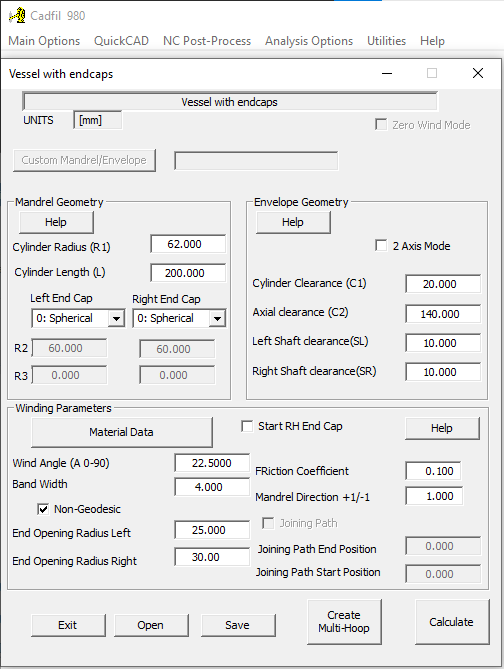 Cadfil 980
Main Options QuickCAD NC Post-Process Analysis Options Utilities Help
Vessel with endcaps
Vessel with endcaps
UNITS [mm]
Zero Wind Mode
Custom Mandrel/Envelope
Mandrel Geometry
Help
Cylinder Radius (R1) 62.000
Cylinder Length (L) 200.000
Left End Cap Right End Cap
0: Spherical 0: Spherical
R2 60.000 60.000
R3 0.000 0.000
Envelope Geometry
Help
2 Axis Mode
Cylinder Clearance (C1) 20.000
Axial clearance (C2) 140.000
Left Shaft clearance(SL) 10.000
Right Shaft clearance(SR) 10.000
Winding Parameters
Material Data
Start RH End Cap
Help
Wind Angle (A 0-90) 22.5000
Band Width 4.000
Non-Geodesic
End Opening Radius Left 25.000
End Opening Radius Right 30.00
FRiction Coefficient 0.100
Mandrel Direction +1/-1 1.000
Joining Path
Joining Path End Position 0.000
Joining Path Start Position 0.000
Exit Open Save
Create
Multi-Hoop
Calculate